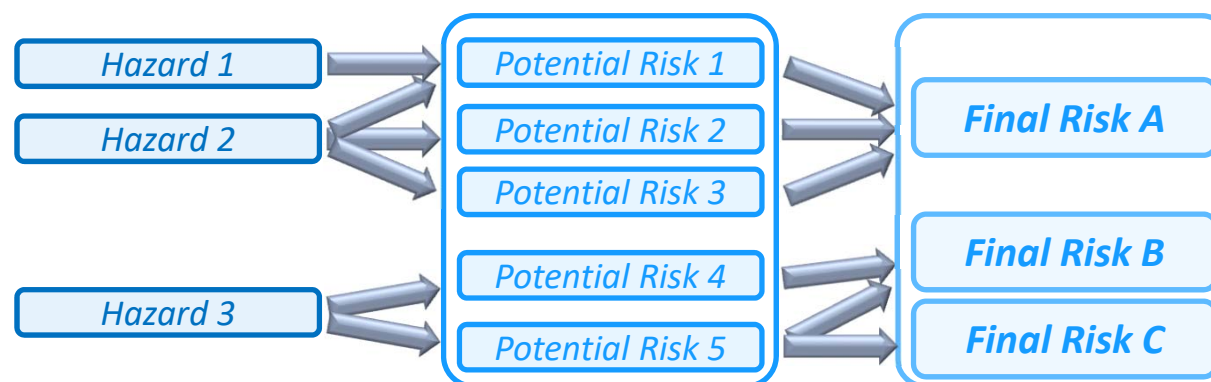 Hazard 1
Hazard 2
Hazard 3
Potential Risk 1
Potential Risk 2
Potential Risk 3
Potential Risk 4
Potential Risk 5
Final Risk A
Final Risk B
Final Risk C